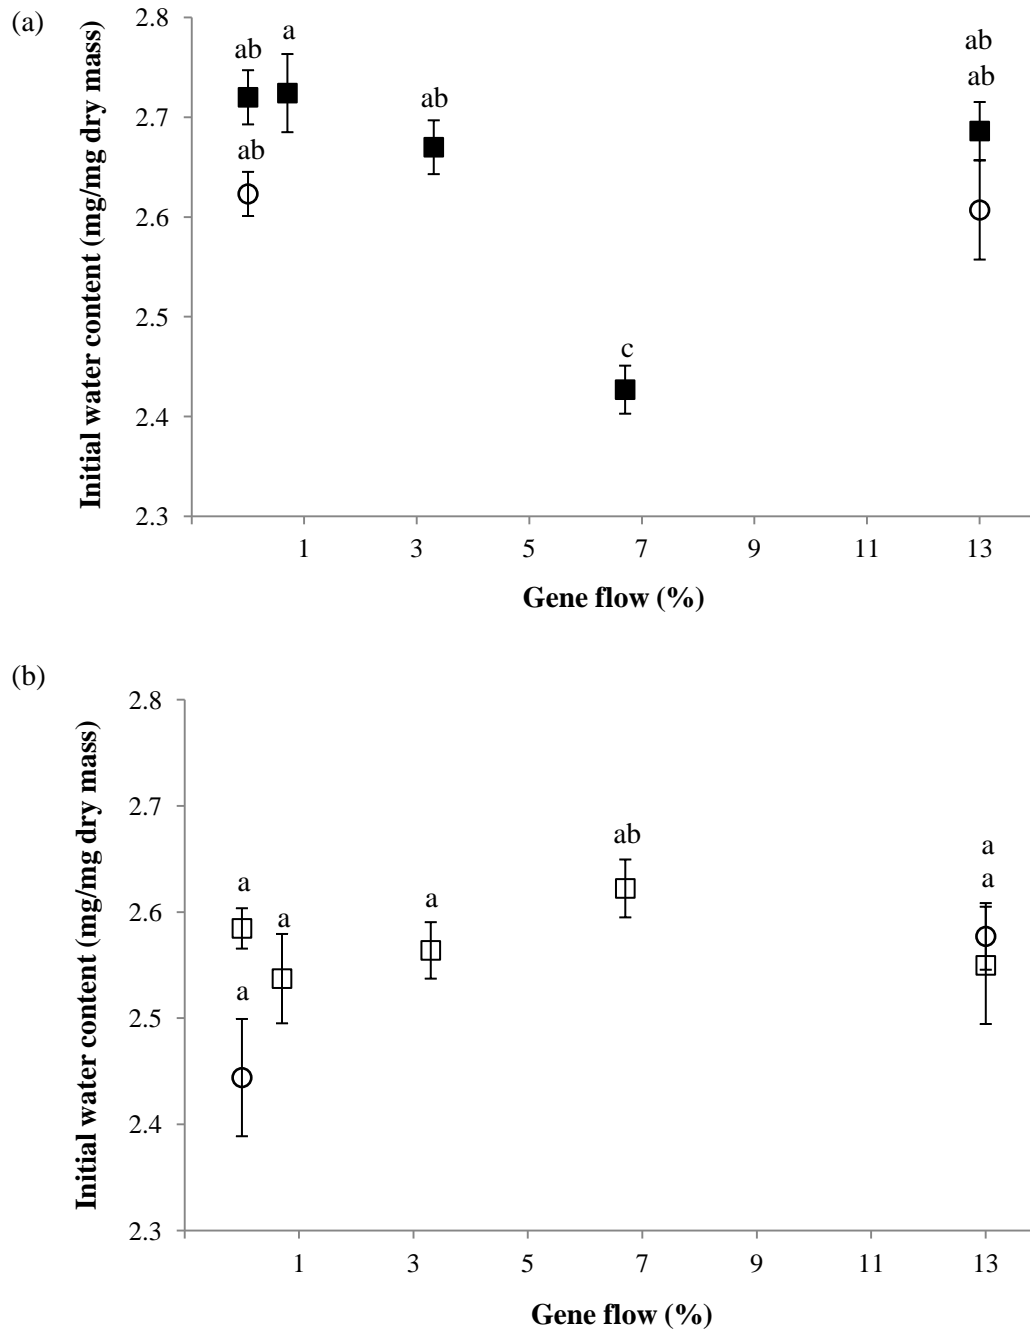 (a)
Initial water content (mg/mg dry mass)
2.8
2.7
2.6
2.5
2.4
2.3
ab
a
ab
ab
ab
ab
c
1
3
5
7
9
11
13
Gene flow (%)
(b)
Initial water content (mg/mg dry mass)
2.8
2.7
2.6
2.5
2.4
2.3
ab
a
a
a
a
a
a
1
3
5
7
9
11
13
Gene flow (%)